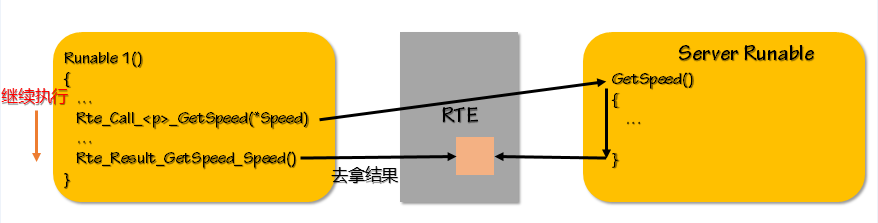 Runable 1()
{
...
Rte_Call_<p>_GetSpeed(*Speed)
...
Rte_Result_GetSpeed_Speed()
}
继续执行
RTE
去拿结果
Server Runable
GetSpeed()
{
...
}